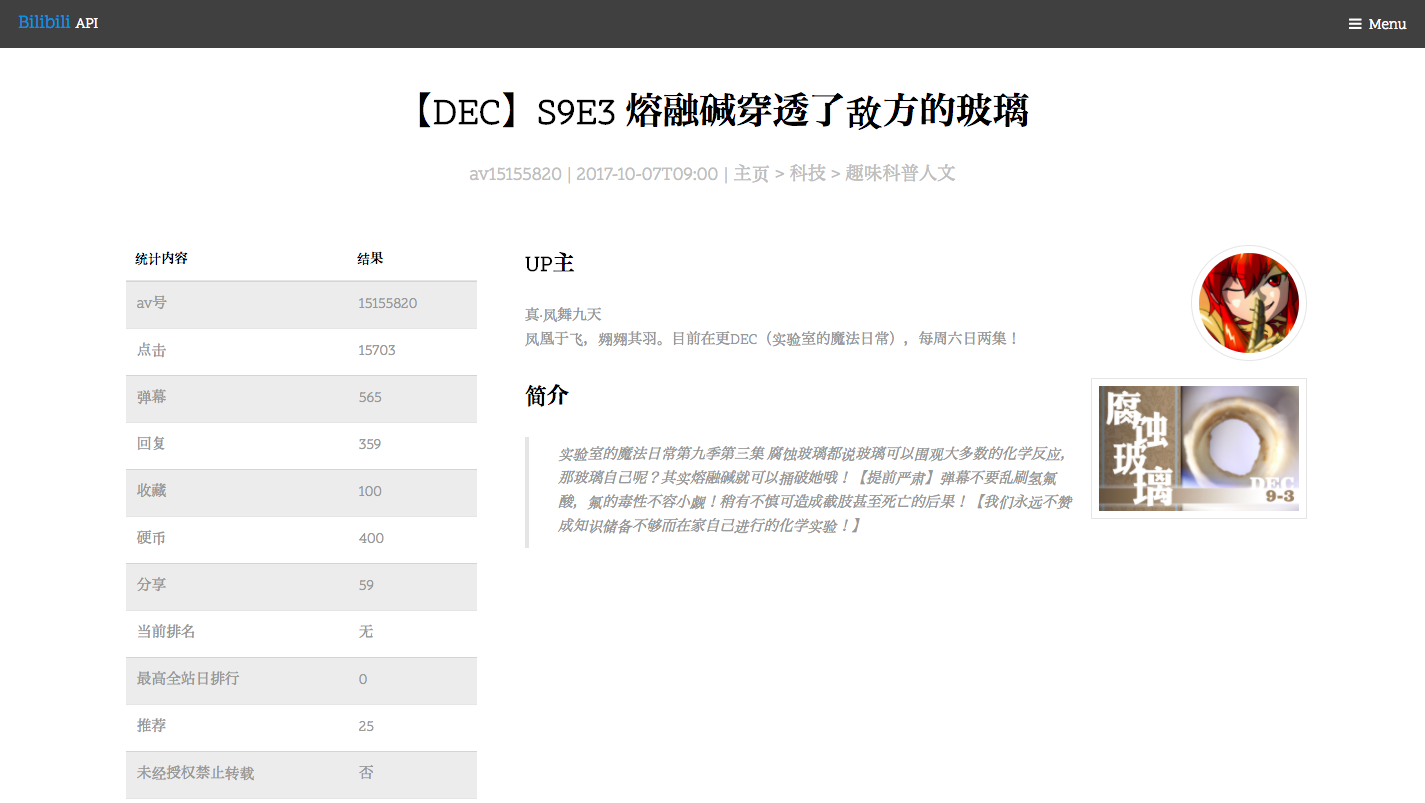 Bilibili API
Menu
【DEC】S9E3 熔融碱穿透了敌方的玻璃
av15155820 | 2017-10-07T09:00 | 主页 > 科技 > 趣味科普人文
统计内容 结果
av号 15155820
点击 15703
弹幕 565
回复 359
收藏 100
硬币 400
分享 59
当前排名 无
最高全站日排行 0
推荐 25
未经授权禁止转载 否
UP主
真·凤舞九天
凤凰于飞，翙翙其羽。目前在更DEC（实验室的魔法日常），每周六日两集！
简介
实验室的魔法日常第九季第三集 腐蚀玻璃都说玻璃可以围观大多数的化学反应，
那玻璃自己呢？其实熔融碱就可以捅破她哦！【提前严肃】弹幕不要乱刷氢氟
酸，氟的毒性不容小觑！稍有不慎可造成截肢甚至死亡的后果！【我们永远不赞
成知识储备不够而在家自己进行的化学实验！】
腐蚀玻璃
DEC
9-3